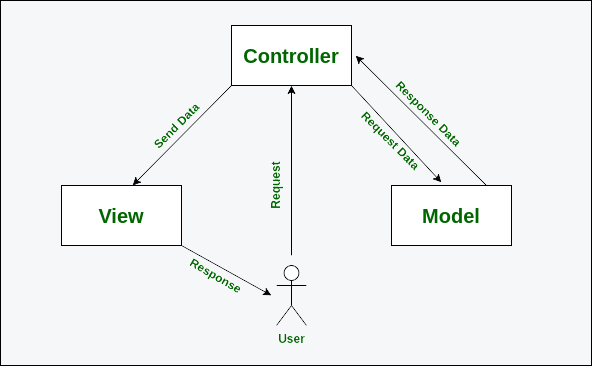 Controller
Send Data
Request
Request Data
Response Data
View
Model
Response
User